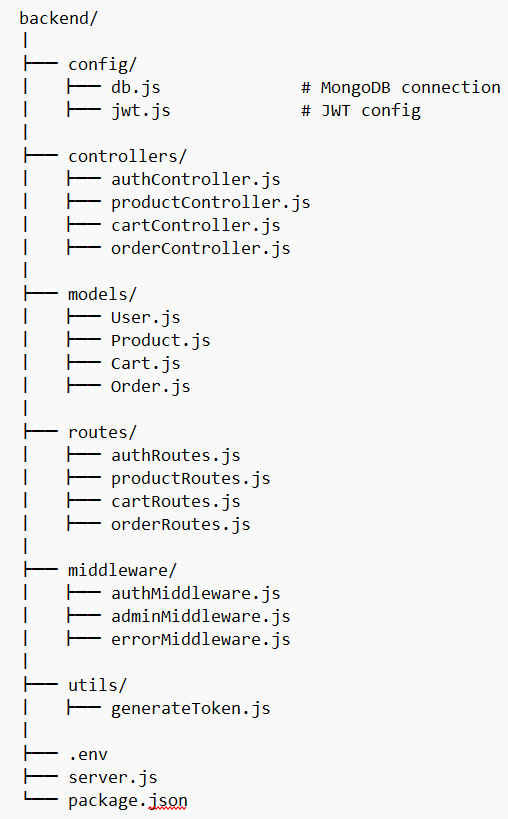 backend/
│
├── config/
│   ├── db.js              # MongoDB connection
│   ├── jwt.js             # JWT config
│
├── controllers/
│   ├── authController.js
│   ├── productController.js
│   ├── cartController.js
│   ├── orderController.js
│
├── models/
│   ├── User.js
│   ├── Product.js
│   ├── Cart.js
│   ├── Order.js
│
├── routes/
│   ├── authRoutes.js
│   ├── productRoutes.js
│   ├── cartRoutes.js
│   ├── orderRoutes.js
│
├── middleware/
│   ├── authMiddleware.js
│   ├── adminMiddleware.js
│   ├── errorMiddleware.js
│
├── utils/
│   ├── generateToken.js
│
├── .env
├── server.js
└── package.json